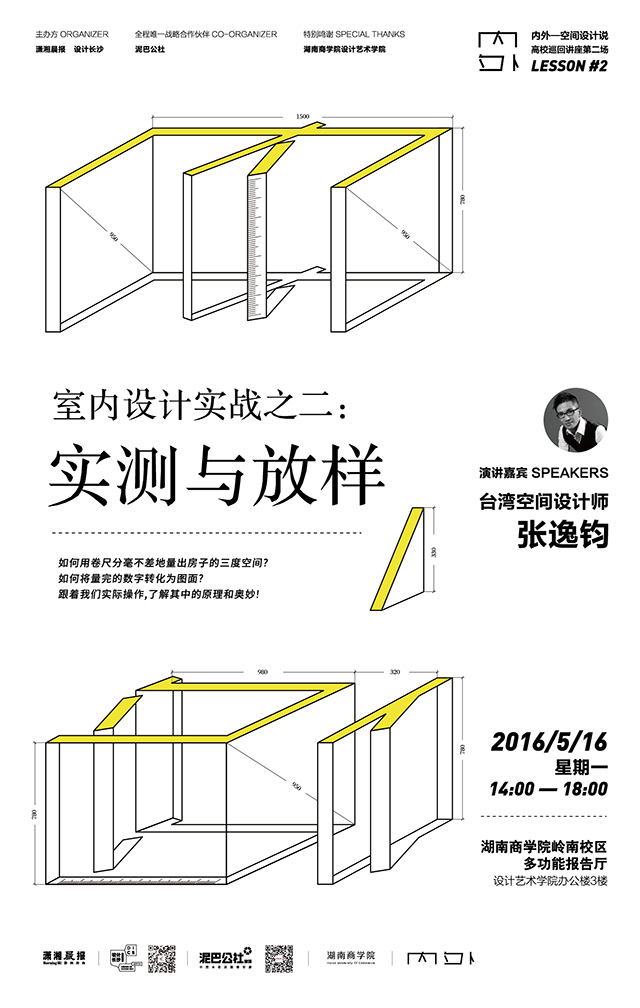 主办方 ORGANIZER
潇湘晨报 设计长沙
全程唯一战略合作伙伴 CO-ORGANIZER
泥巴公社
特别鸣谢 SPECIAL THANKS
湖南商学院设计艺术学院
内外—空间设计说
高校巡回讲座第二场
LESSON #2
1500
780
950
950
室内设计实战之二：
实测与放样
如何用卷尺分毫不差地量出房子的三度空间？
如何将量完的数字转化为图面？
跟着我们实际操作，了解其中的原理和奥妙！
330
演讲嘉宾 SPEAKERS
台湾空间设计师
张逸钧
980
320
780
950
780
2016/5/16
星期一
14:00 — 18:00
湖南商学院岭南校区
多功能报告厅
设计艺术学院办公楼3楼
潇湘晨报
泥巴公社
湖南商学院